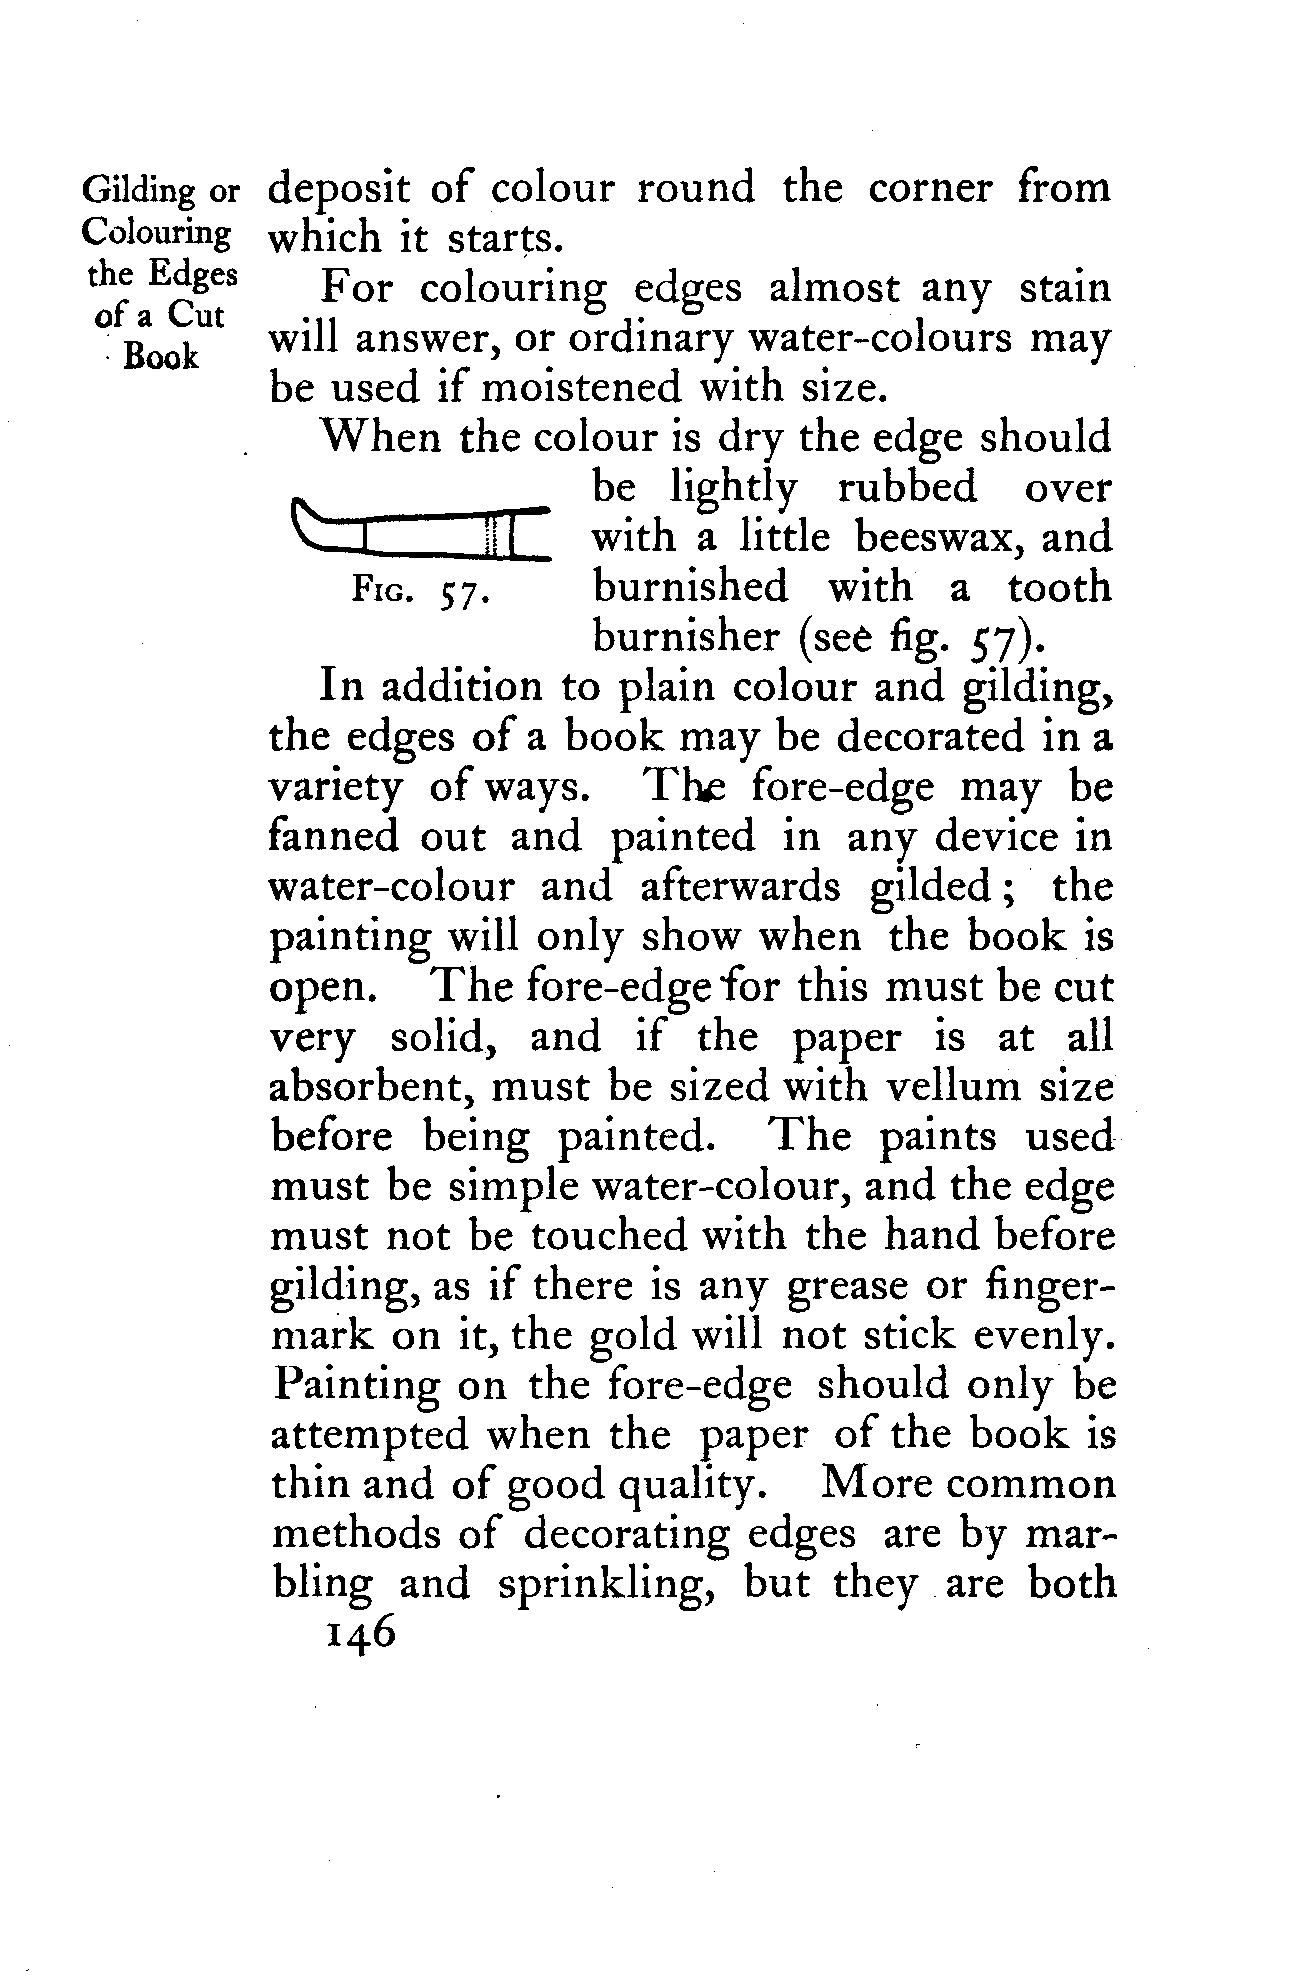 Gilding or
Colouring
the Edges
of a Cut
Book
deposit of colour round the corner from
which it starts.
For colouring edges almost any stain
will answer, or ordinary water-colours may
be used if moistened with size.
When the colour is dry the edge should
be lightly rubbed over
with a little beeswax, and
burnished with a tooth
burnisher (see fig. 57).
FIG. 57.
In addition to plain colour and gilding,
the edges of a book may be decorated in a
variety of ways. The fore-edge may be
fanned out and painted in any device in
water-colour and afterwards gilded; the
painting will only show when the book is
open. The fore-edge for this must be cut
very solid, and if the paper is at all
absorbent, must be sized with vellum size
before being painted. The paints used
must be simple water-colour, and the edge
must not be touched with the hand before
gilding, as if there is any grease or finger-
mark on it, the gold will not stick evenly.
Painting on the fore-edge should only be
attempted when the paper of the book is
thin and of good quality. More common
methods of decorating edges are by mar-
bling and sprinkling, but they are both
146